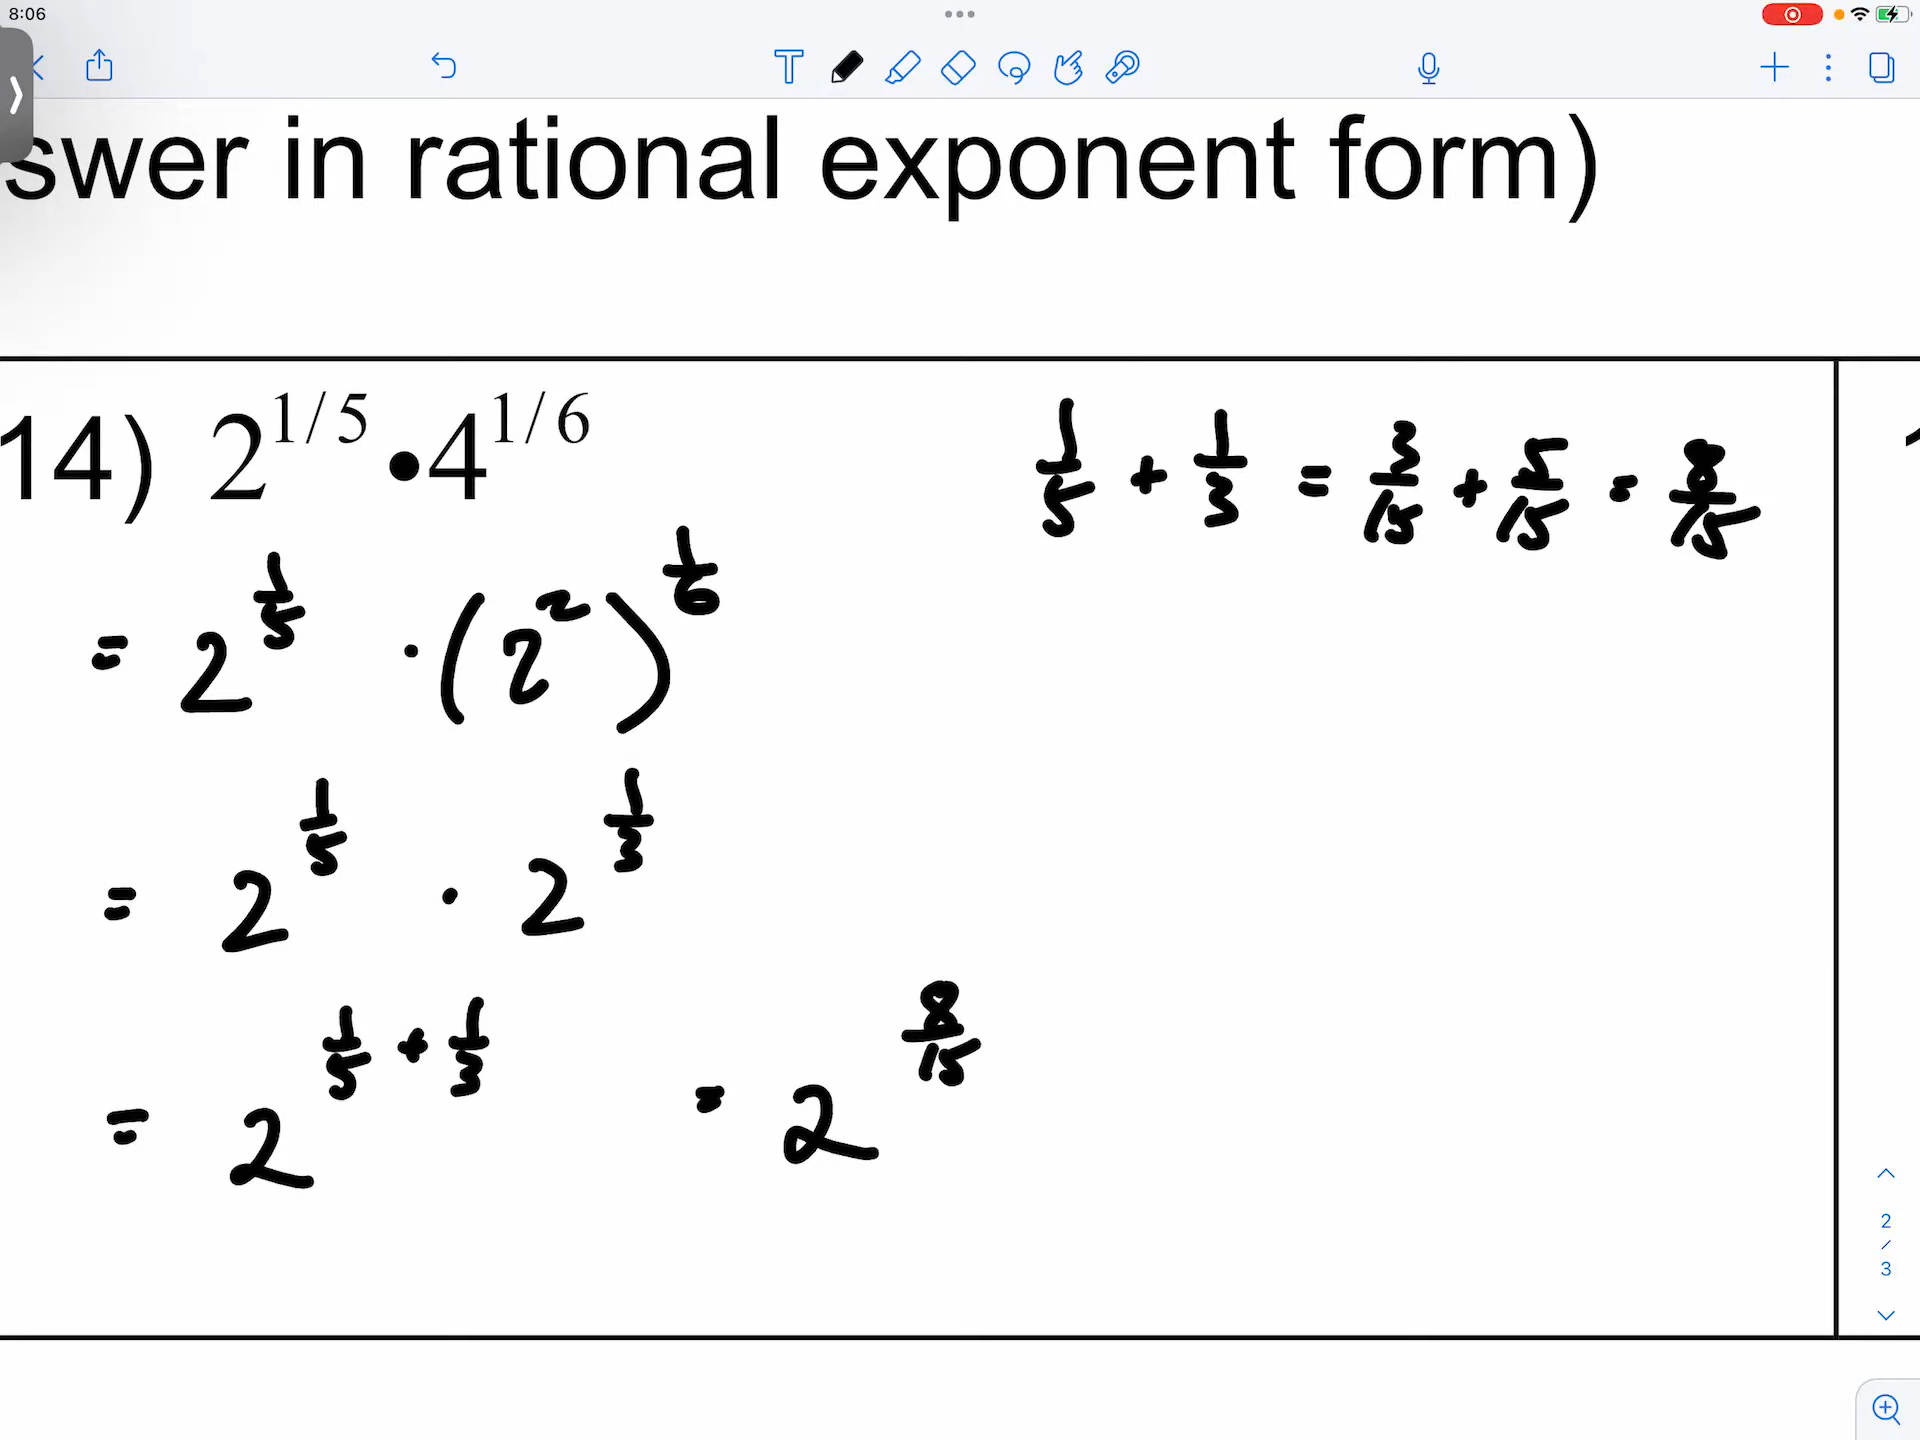 8:06
swer in rational exponent form)
14) 2^{1/5} • 4^{1/6}
1/5 + 1/3 = 3/15 + 5/15 = 8/15
= 2^{1/5} · (2^2)^{1/6}
= 2^{1/5} · 2^{1/3}
= 2^{1/5 + 1/3} = 2^{8/15}
2
/
3